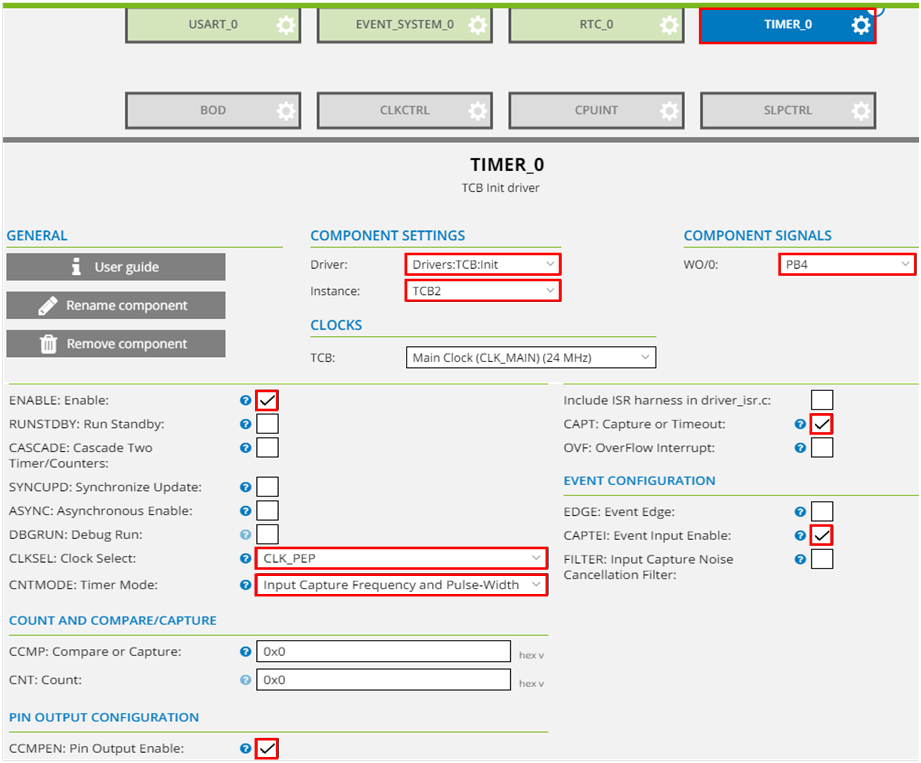 USART_0
EVENT_SYSTEM_0
RTC_0
TIMER_0
BOD
CLKCTRL
CPUINT
SLPCTRL
TIMER_0
TCB Init driver
GENERAL
User guide
Rename component
Remove component
COMPONENT SETTINGS
Driver: Drivers:TCB:Init
Instance: TCB2
CLOCKS
TCB: Main Clock (CLK_MAIN) (24 MHz)
COMPONENT SIGNALS
WO/0: PB4
ENABLE: Enable:
RUNSTDBY: Run Standby:
CASCADE: Cascade Two
Timer/Counters:
SYNCUPD: Synchronize Update:
ASYNC: Asynchronous Enable:
DBGRUN: Debug Run:
CLKSEL: Clock Select: CLK_PEP
CNTMODE: Timer Mode: Input Capture Frequency and Pulse-Width
COUNT AND COMPARE/CAPTURE
CCMP: Compare or Capture: 0x0 hex v
CNT: Count: 0x0 hex v
PIN OUTPUT CONFIGURATION
CCMPEN: Pin Output Enable:
Include ISR harness in driver_isr.c:
CAPT: Capture or Timeout:
OVF: OverFlow Interrupt:
EVENT CONFIGURATION
EDGE: Event Edge:
CAPTEI: Event Input Enable:
FILTER: Input Capture Noise
Cancellation Filter: